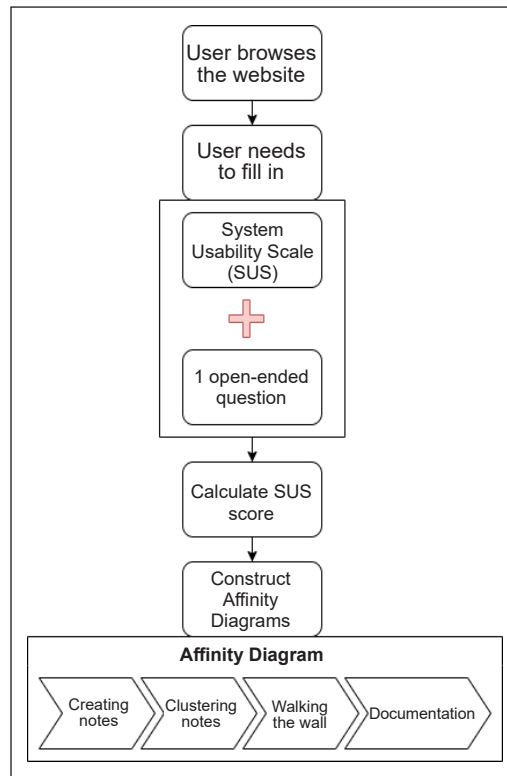 User browses
the website
User needs
to fill in
System
Usability Scale
(SUS)
1 open-ended
question
Calculate SUS
score
Construct
Affinity
Diagrams
Affinity Diagram
Creating
notes
Clustering
notes
Walking
the wall
Documentation